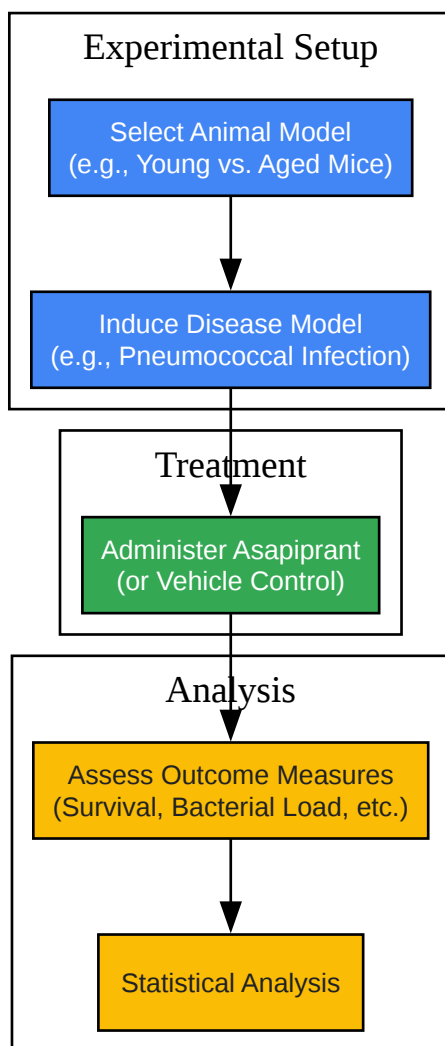 Experimental Setup
Select Animal Model
(e.g., Young vs. Aged Mice)
Induce Disease Model
(e.g., Pneumococcal Infection)
Treatment
Administer Asapiprant
(or Vehicle Control)
Analysis
Assess Outcome Measures
(Survival, Bacterial Load, etc.)
Statistical Analysis